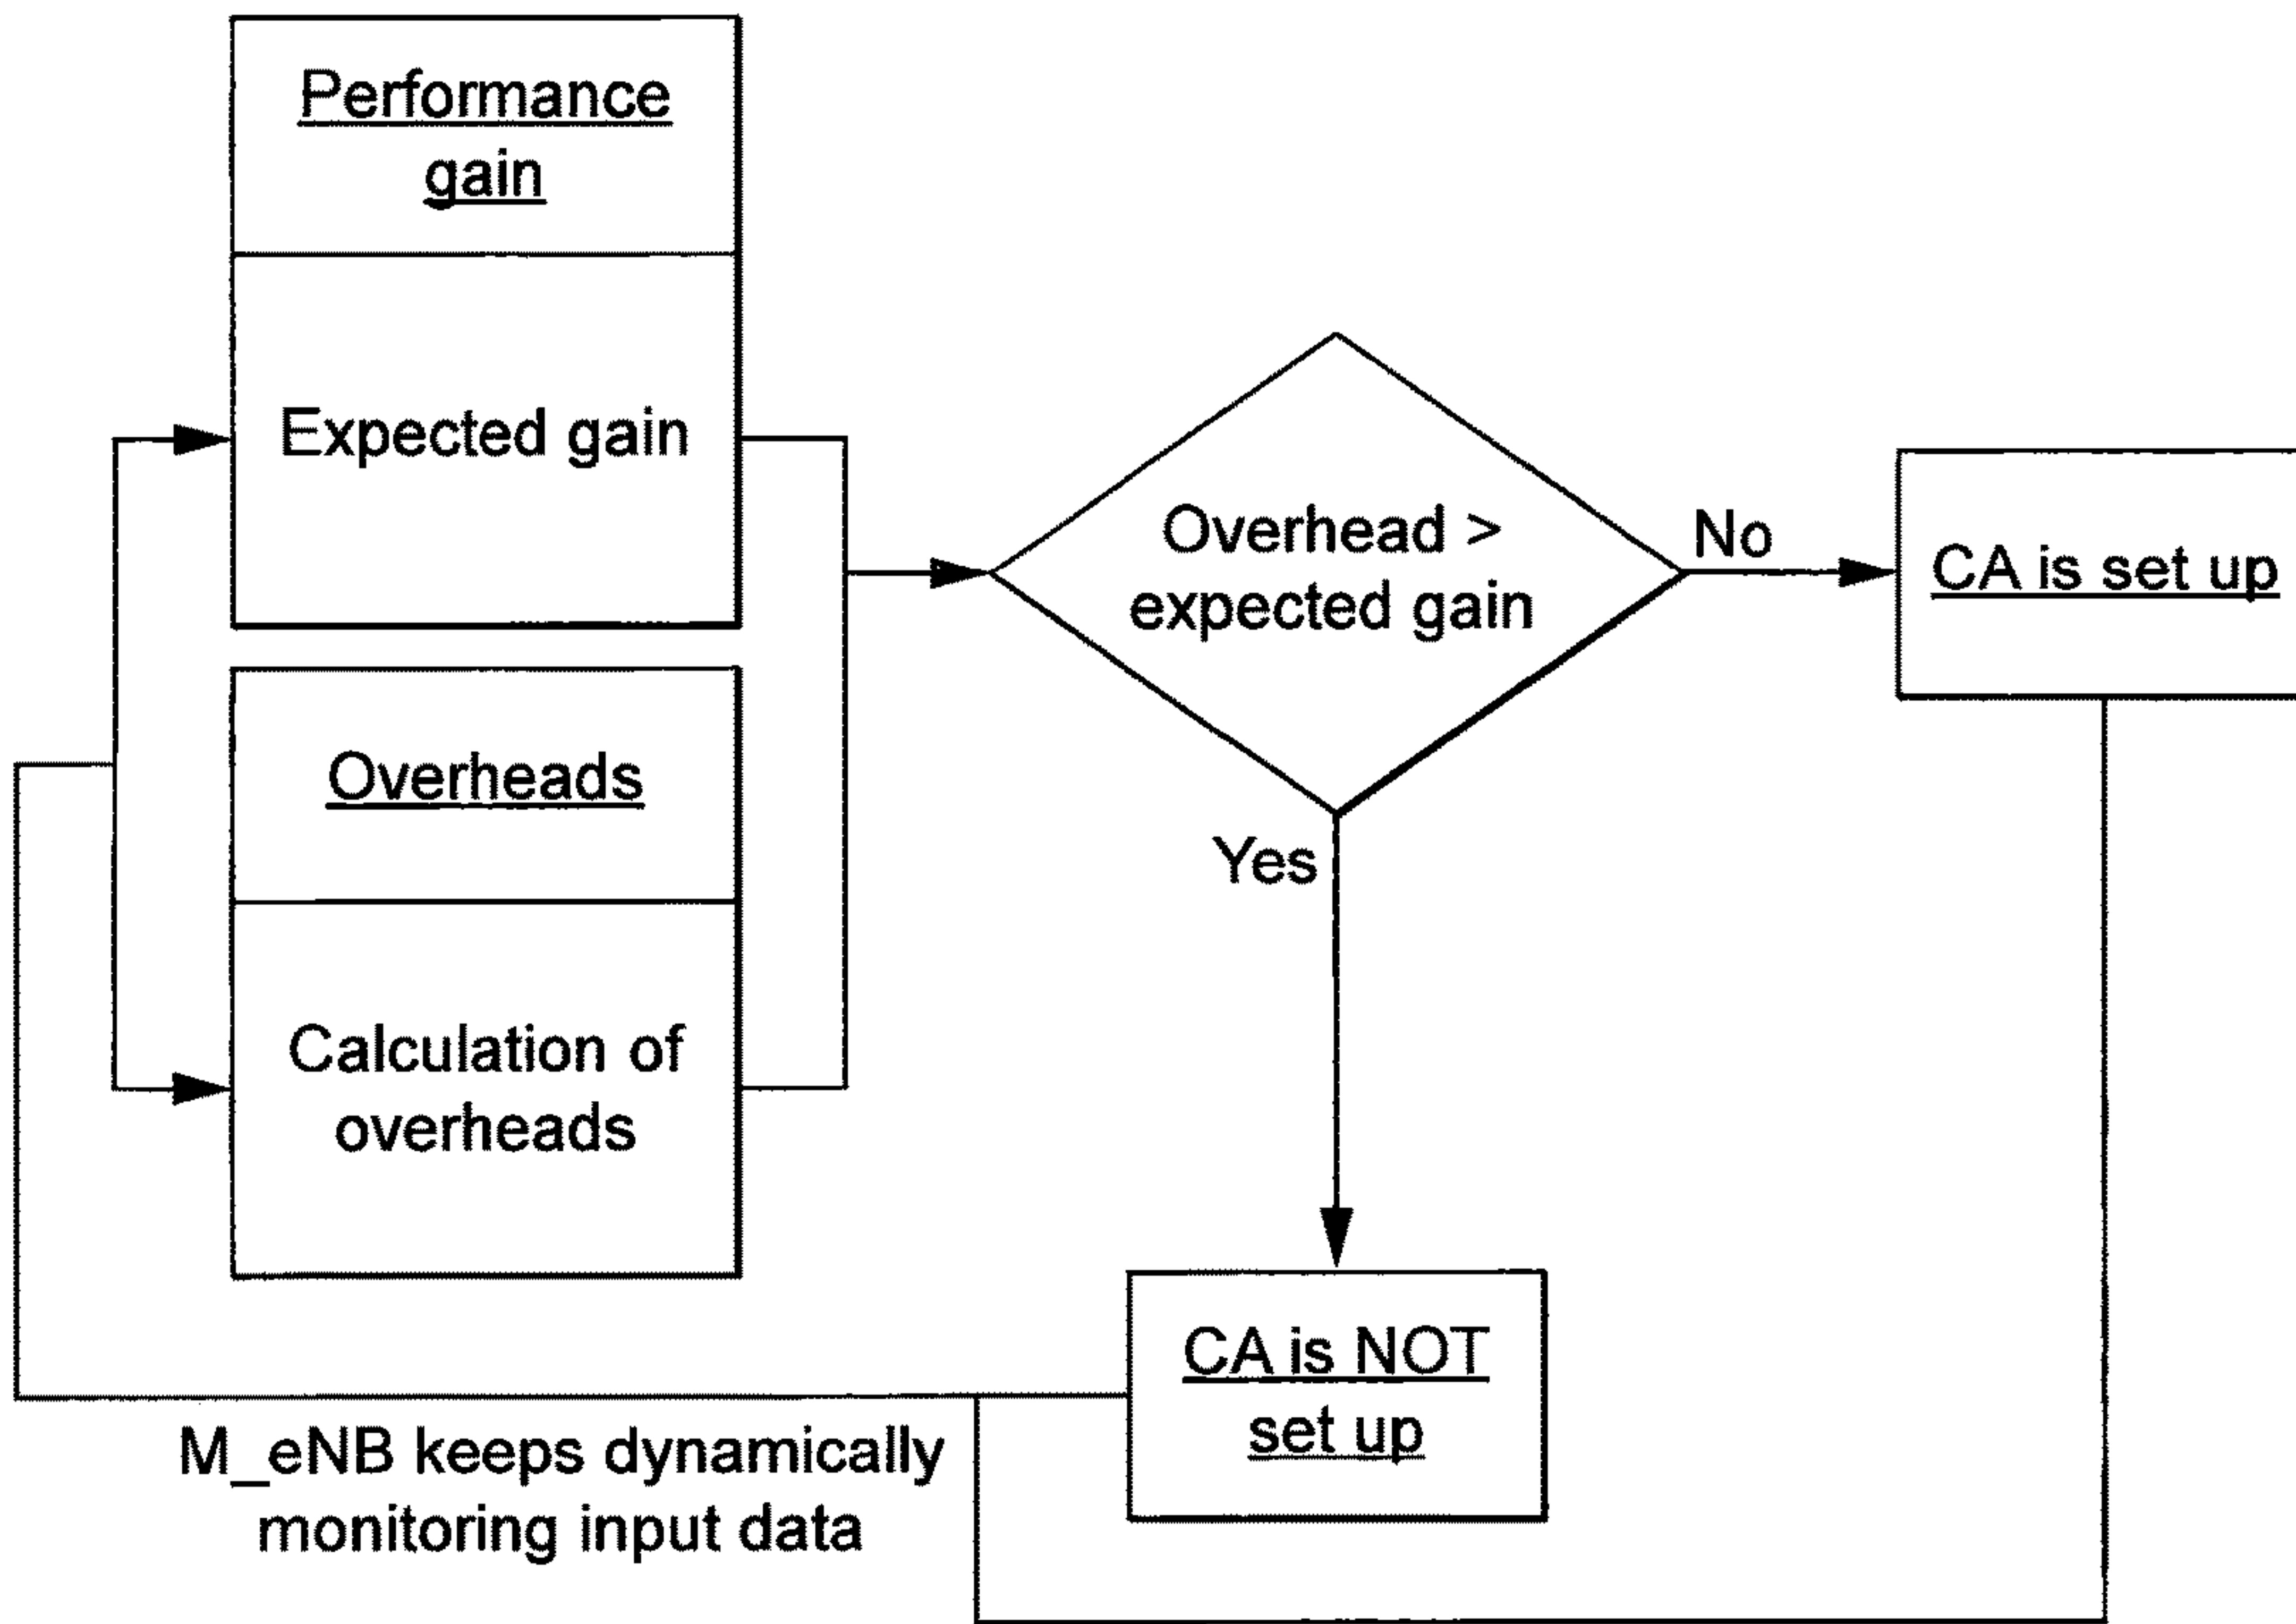 Performance
gain
Expected gain
Overheads
Calculation of
overheads
Overhead >
expected gain
No
CA is set up
Yes
CA is NOT
set up
M_eNB keeps dynamically
monitoring input data